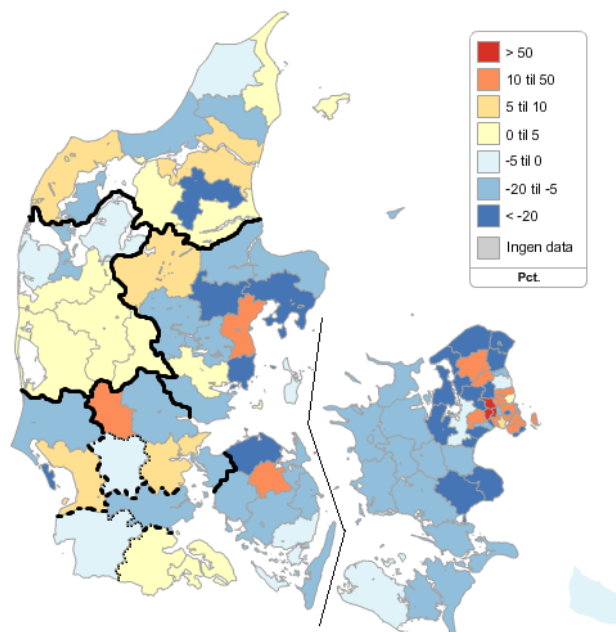 > 50
10 til 50
5 til 10
0 til 5
-5 til 0
-20 til -5
< -20
Ingen data
Pct.